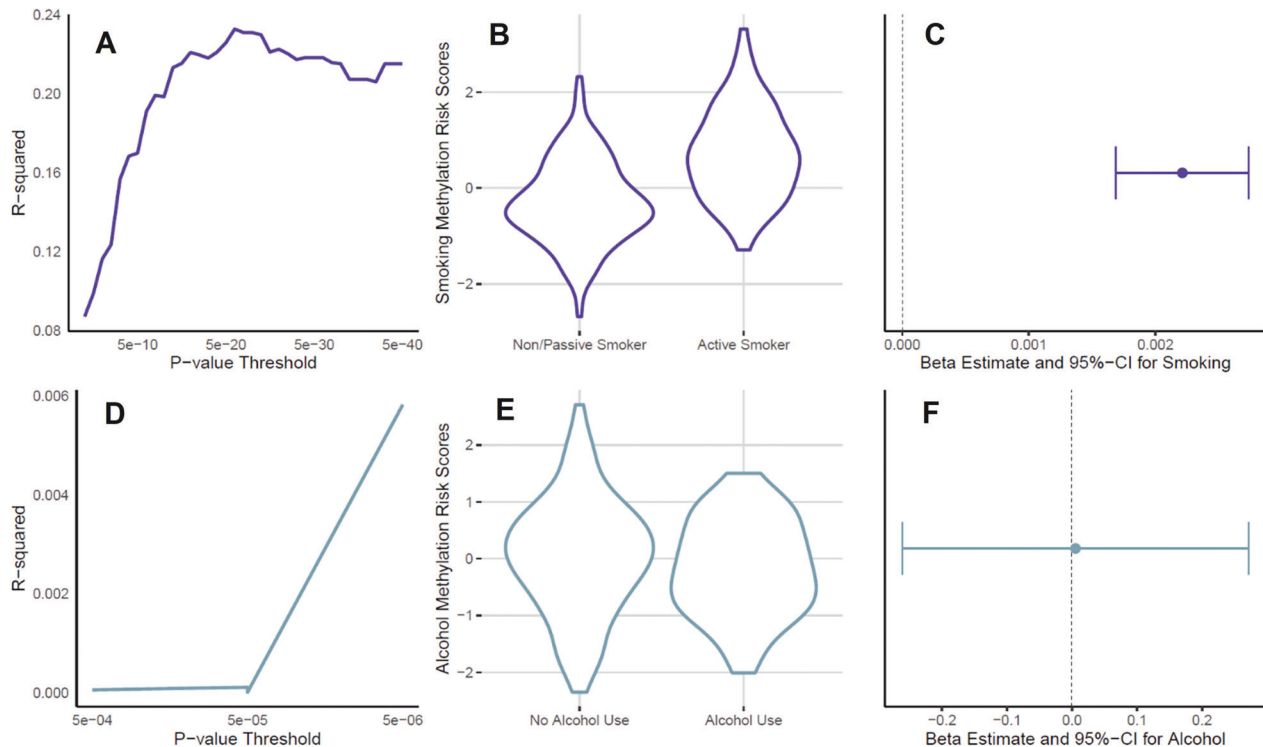 A
R−squared
0.24
0.20
0.16
0.12
0.08
5e−10
5e−20
5e−30
5e−40
P−value Threshold
B
Smoking Methylation Risk Scores
2
0
−2
Non/Passive Smoker
Active Smoker
C
0.000
0.001
0.002
Beta Estimate and 95%−CI for Smoking
D
R−squared
0.006
0.004
0.002
0.000
5e−04
5e−05
5e−06
P−value Threshold
E
Alcohol Methylation Risk Scores
2
1
0
−1
−2
No Alcohol Use
Alcohol Use
F
−0.2
−0.1
0.0
0.1
0.2
Beta Estimate and 95%−CI for Alcohol